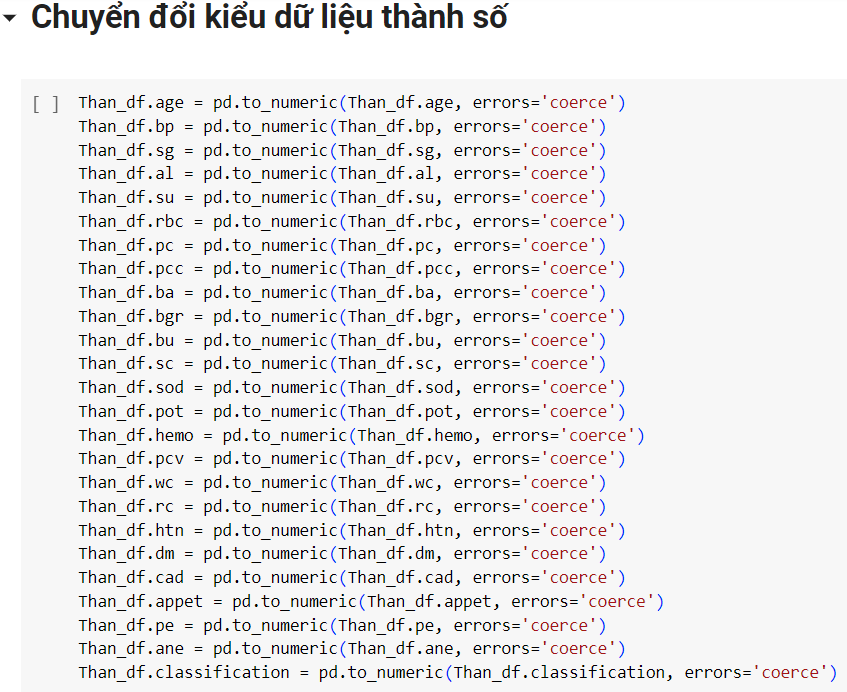 Chuyển đổi kiểu dữ liệu thành số
[ ] Than_df.age = pd.to_numeric(Than_df.age, errors='coerce')
Than_df.bp = pd.to_numeric(Than_df.bp, errors='coerce')
Than_df.sg = pd.to_numeric(Than_df.sg, errors='coerce')
Than_df.al = pd.to_numeric(Than_df.al, errors='coerce')
Than_df.su = pd.to_numeric(Than_df.su, errors='coerce')
Than_df.rbc = pd.to_numeric(Than_df.rbc, errors='coerce')
Than_df.pc = pd.to_numeric(Than_df.pc, errors='coerce')
Than_df.pcc = pd.to_numeric(Than_df.pcc, errors='coerce')
Than_df.ba = pd.to_numeric(Than_df.ba, errors='coerce')
Than_df.bgr = pd.to_numeric(Than_df.bgr, errors='coerce')
Than_df.bu = pd.to_numeric(Than_df.bu, errors='coerce')
Than_df.sc = pd.to_numeric(Than_df.sc, errors='coerce')
Than_df.sod = pd.to_numeric(Than_df.sod, errors='coerce')
Than_df.pot = pd.to_numeric(Than_df.pot, errors='coerce')
Than_df.hemo = pd.to_numeric(Than_df.hemo, errors='coerce')
Than_df.pcv = pd.to_numeric(Than_df.pcv, errors='coerce')
Than_df.wc = pd.to_numeric(Than_df.wc, errors='coerce')
Than_df.rc = pd.to_numeric(Than_df.rc, errors='coerce')
Than_df.htn = pd.to_numeric(Than_df.htn, errors='coerce')
Than_df.dm = pd.to_numeric(Than_df.dm, errors='coerce')
Than_df.cad = pd.to_numeric(Than_df.cad, errors='coerce')
Than_df.appet = pd.to_numeric(Than_df.appet, errors='coerce')
Than_df.pe = pd.to_numeric(Than_df.pe, errors='coerce')
Than_df.ane = pd.to_numeric(Than_df.ane, errors='coerce')
Than_df.classification = pd.to_numeric(Than_df.classification, errors='coerce')